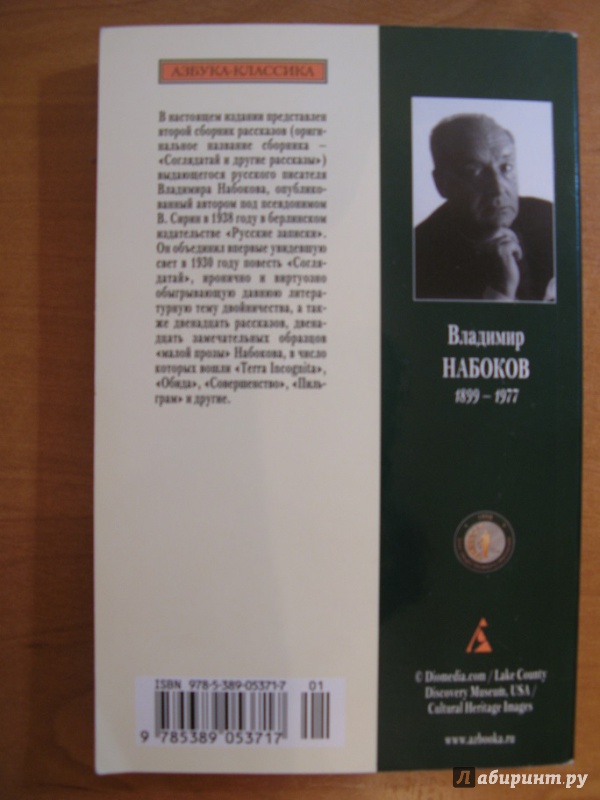 АЗБУКА-КЛАССИКА
В настоящем издании представлен
второй сборник рассказов (ориги-
нальное название сборника –
«Соглядатай и другие рассказы»)
выдающегося русского писателя
Владимира Набокова, опублико-
ванный автором под псевдонимом
В. Сирин в 1938 году в берлинском
издательстве «Русские записки».
Он объединил впервые увидевшую
свет в 1930 году повесть «Согля-
датай», иронично и виртуозно
обыгрывающую давнюю литера-
турную тему двойничества, а так-
же двенадцать рассказов, двена-
дцать замечательных образцов
«малой прозы» Набокова, в число
которых вошли «Terra Incognita»,
«Обида», «Совершенство», «Пиль-
грам» и другие.
ISBN 978-5-389-05371-7 01
9 785389 053717
Владимир
НАБОКОВ
1899 – 1977
© Diomedia.com / Lake County
Discovery Museum, USA /
Cultural Heritage Images
www.azbooka.ru
Лабиринт.ру